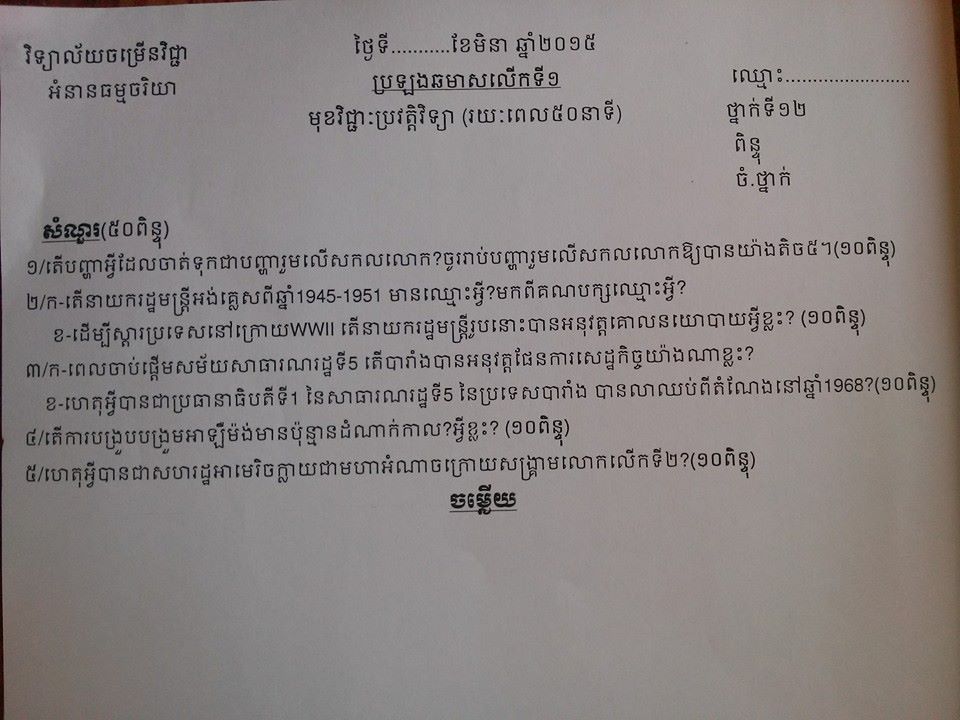 វិទ្យាល័យចម្រើនវិជ្ជា
អំនានធម្មចរិយា
ថ្ងៃទី...........ខែមិនា ឆ្នាំ២០១៥
ប្រឡងឆមាសលើកទី១
មុខវិជ្ជា:ប្រវត្តិវិទ្យា (រយ:ពេល៥០នាទី)
ឈ្មោះ.......................
ថ្នាក់ទី១២
ពិន្ទុ
ចំ.ថ្នាក់
សំណួរ(៥០ពិន្ទុ)
១/តើបញ្ហាអ្វីដែលចាត់ទុកជាបញ្ហារួមលើសកលលោក?ចូររាប់បញ្ហារួមលើសកលលោកឱ្យបានយ៉ាងតិច៥។(១០ពិន្ទុ)
២/ក-តើនាយករដ្ឋមន្ត្រីអង់គ្លេសពីឆ្នាំ1945-1951 មានឈ្មោះអ្វី?មកពីគណបក្សឈ្មោះអ្វី?
ខ-ដើម្បីស្តារប្រទេសនៅក្រោយWWII តើនាយករដ្ឋមន្ត្រីរូបនោះបានអនុវត្តគោលនយោបាយអ្វីខ្លះ? (១០ពិន្ទុ)
៣/ក-ពេលចាប់ផ្តើមសម័យសាធារណរដ្ឋទី5 តើបារាំងបានអនុវត្តផែនការសេដ្ឋកិច្ចយ៉ាងណាខ្លះ?
ខ-ហេតុអ្វីបានជាប្រធានាធិបតីទី1 នៃសាធារណរដ្ឋទី5 នៃប្រទេសបារាំង បានលាឈប់ពីតំណែងនៅឆ្នាំ1968?(១០ពិន្ទុ)
៤/តើការបង្រួបបង្រួមអាឡឺម៉ង់មានប៉ុន្មានដំណាក់កាល?អ្វីខ្លះ? (១០ពិន្ទុ)
៥/ហេតុអ្វីបានជាសហរដ្ឋអាមេរិចក្លាយជាមហាអំណាចក្រោយសង្គ្រាមលោកលើកទី២?(១០ពិន្ទុ)
ចម្លើយ